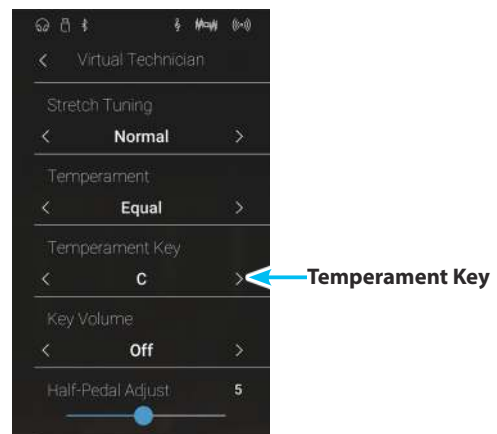 Virtual Technician
Stretch Tuning
Normal
Temperament
Equal
Temperament Key
C
Temperament Key
Key Volume
Off
Half-Pedal Adjust 5